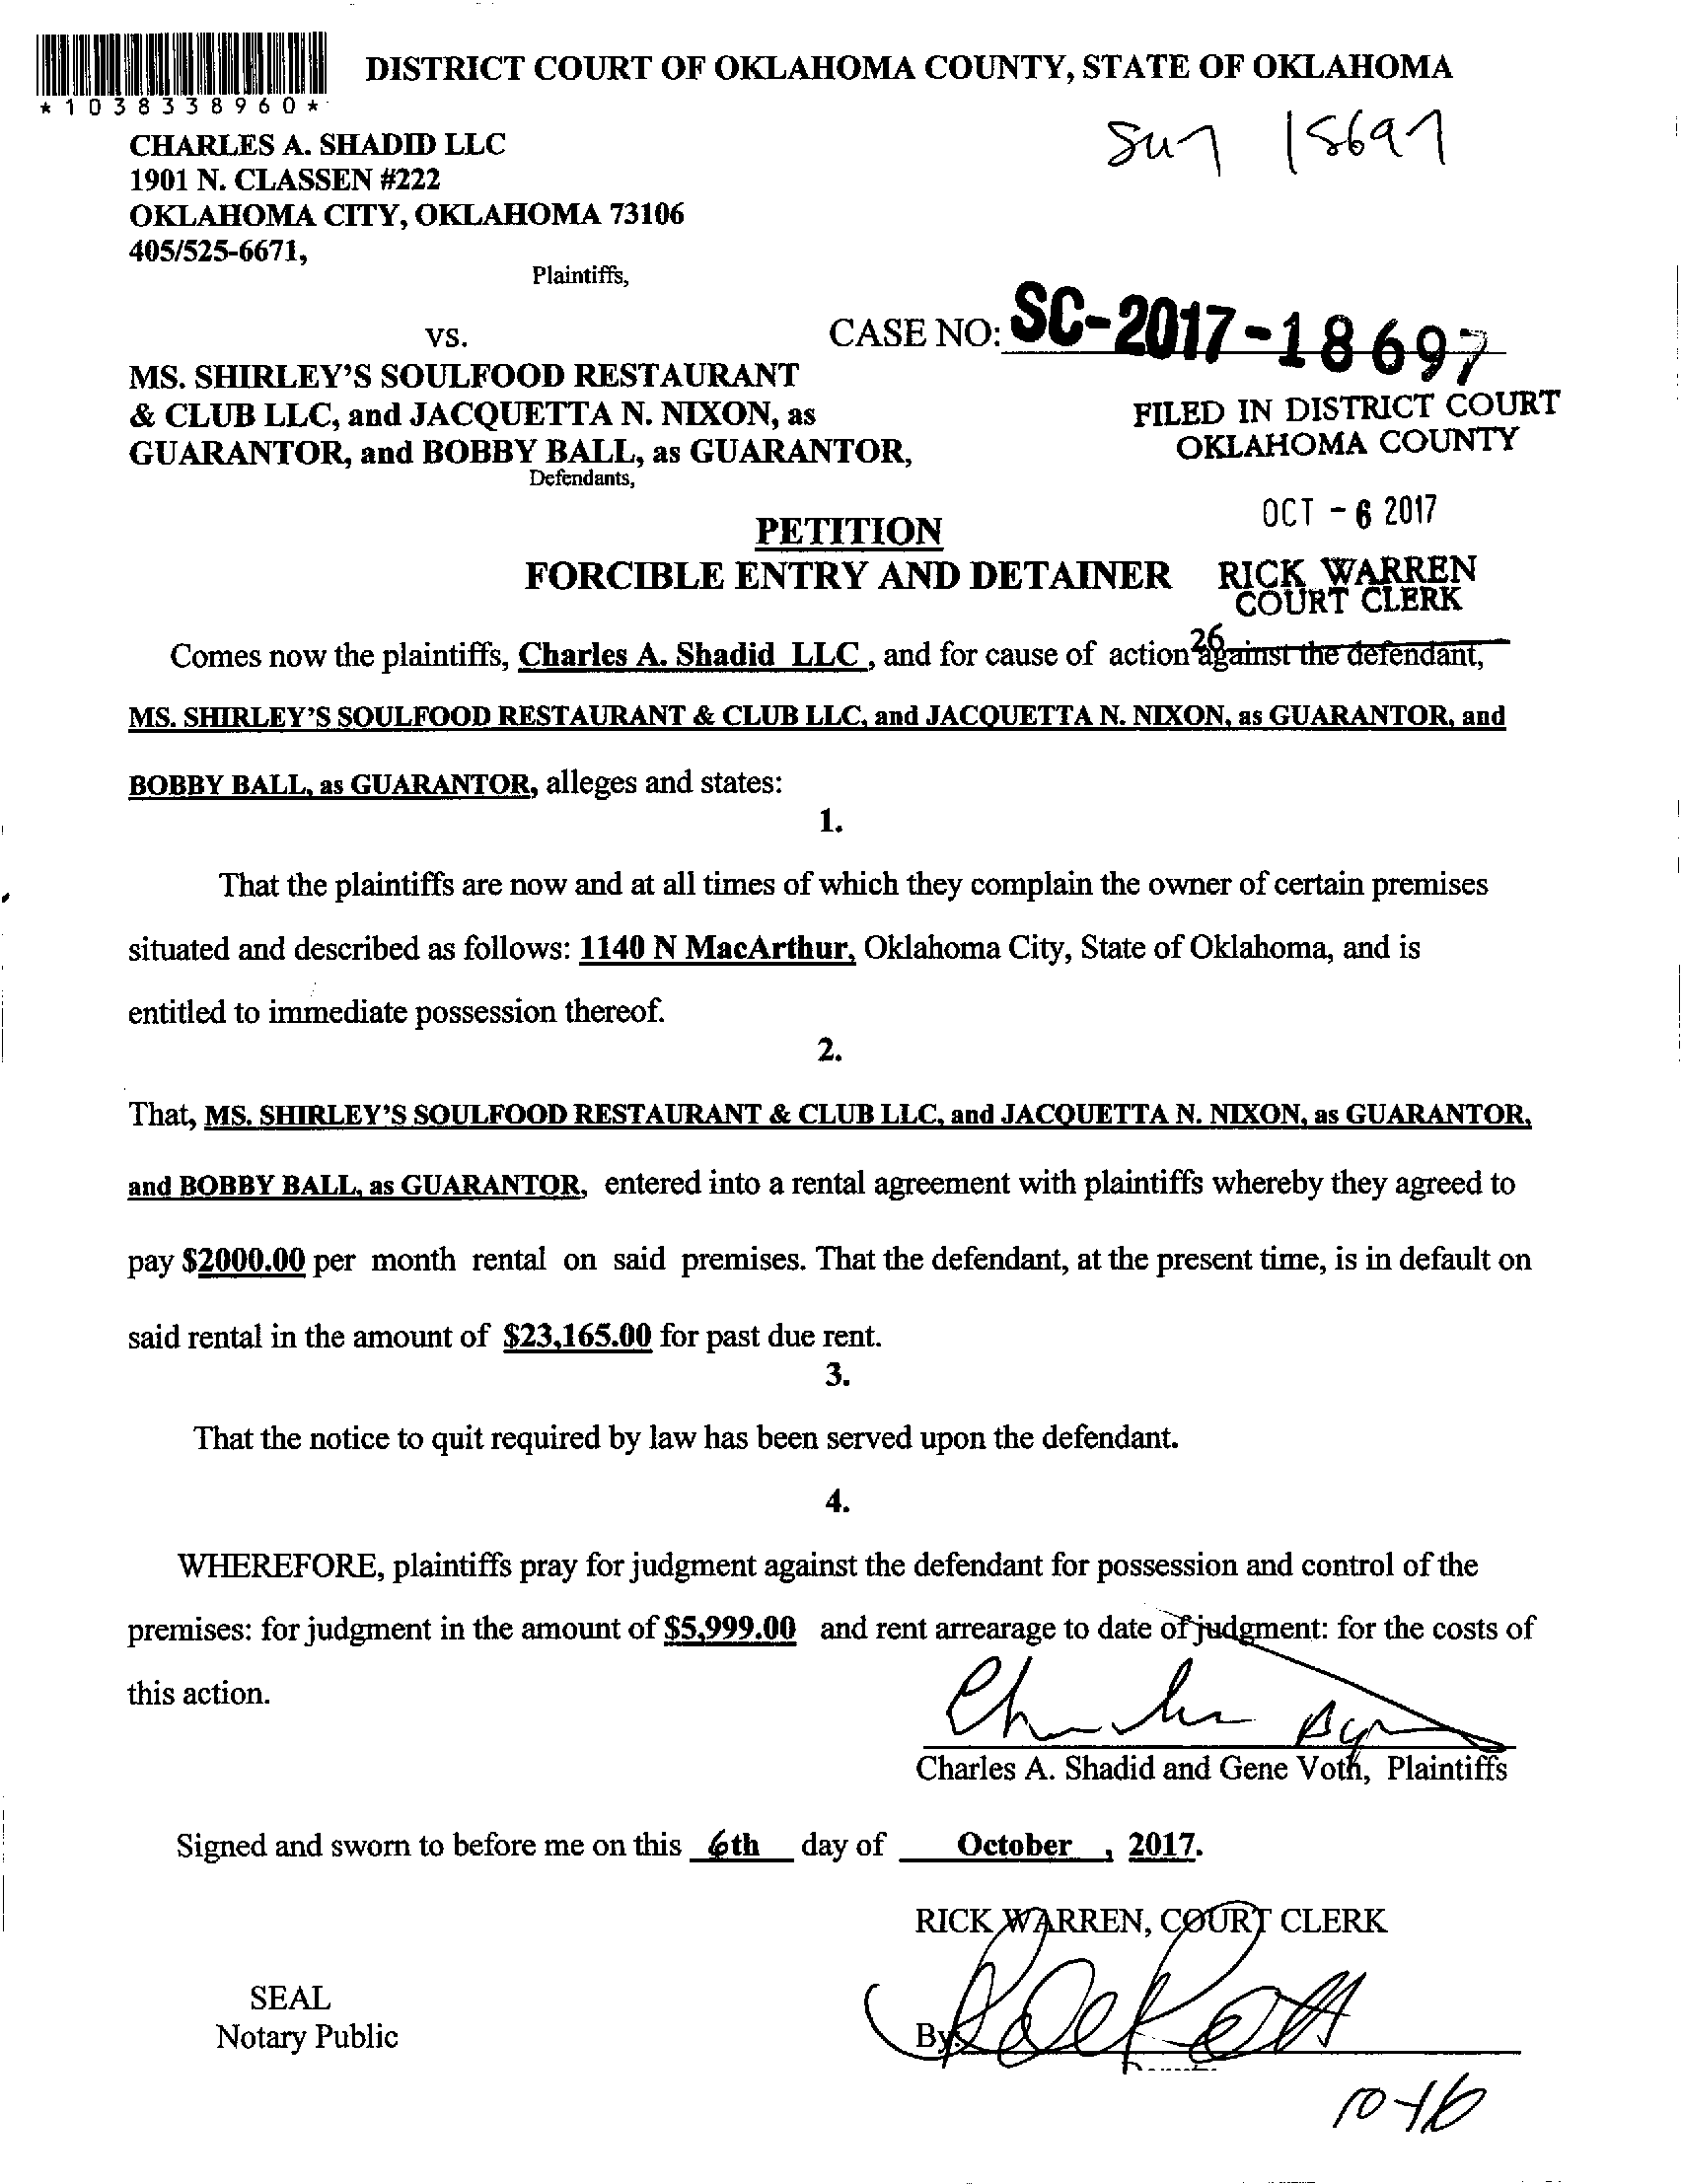 DISTRICT COURT OF OKLAHOMA COUNTY, STATE OF OKLAHOMA
*1038338960*
CHARLES A. SHADID LLC
1901 N. CLASSEN #222
OKLAHOMA CITY, OKLAHOMA 73106
405/525-6671,
Plaintiffs,
vs.
CASE NO: SC-2017-18697
MS. SHIRLEY'S SOULFOOD RESTAURANT
& CLUB LLC, and JACQUETTA N. NIXON, as
GUARANTOR, and BOBBY BALL, as GUARANTOR,
Defendants,
FILED IN DISTRICT COURT
OKLAHOMA COUNTY
OCT - 6 2017
RICK WARREN
COURT CLERK
26
PETITION
FORCIBLE ENTRY AND DETAINER
Comes now the plaintiffs, Charles A. Shadid LLC , and for cause of action against the defendant,
MS. SHIRLEY'S SOULFOOD RESTAURANT & CLUB LLC, and JACQUETTA N. NIXON, as GUARANTOR, and
BOBBY BALL, as GUARANTOR, alleges and states:
1.
That the plaintiffs are now and at all times of which they complain the owner of certain premises
situated and described as follows: 1140 N MacArthur, Oklahoma City, State of Oklahoma, and is
entitled to immediate possession thereof.
2.
That, MS. SHIRLEY'S SOULFOOD RESTAURANT & CLUB LLC, and JACQUETTA N. NIXON, as GUARANTOR,
and BOBBY BALL, as GUARANTOR, entered into a rental agreement with plaintiffs whereby they agreed to
pay $2000.00 per month rental on said premises. That the defendant, at the present time, is in default on
said rental in the amount of $23,165.00 for past due rent.
3.
That the notice to quit required by law has been served upon the defendant.
4.
WHEREFORE, plaintiffs pray for judgment against the defendant for possession and control of the
premises: for judgment in the amount of $5,999.00 and rent arrearage to date of judgment: for the costs of
this action.
Charles A. Shadid and Gene Voth, Plaintiffs
Signed and sworn to before me on this 6th day of October , 2017.
RICK WARREN, COURT CLERK
SEAL
Notary Public
By:
10-16